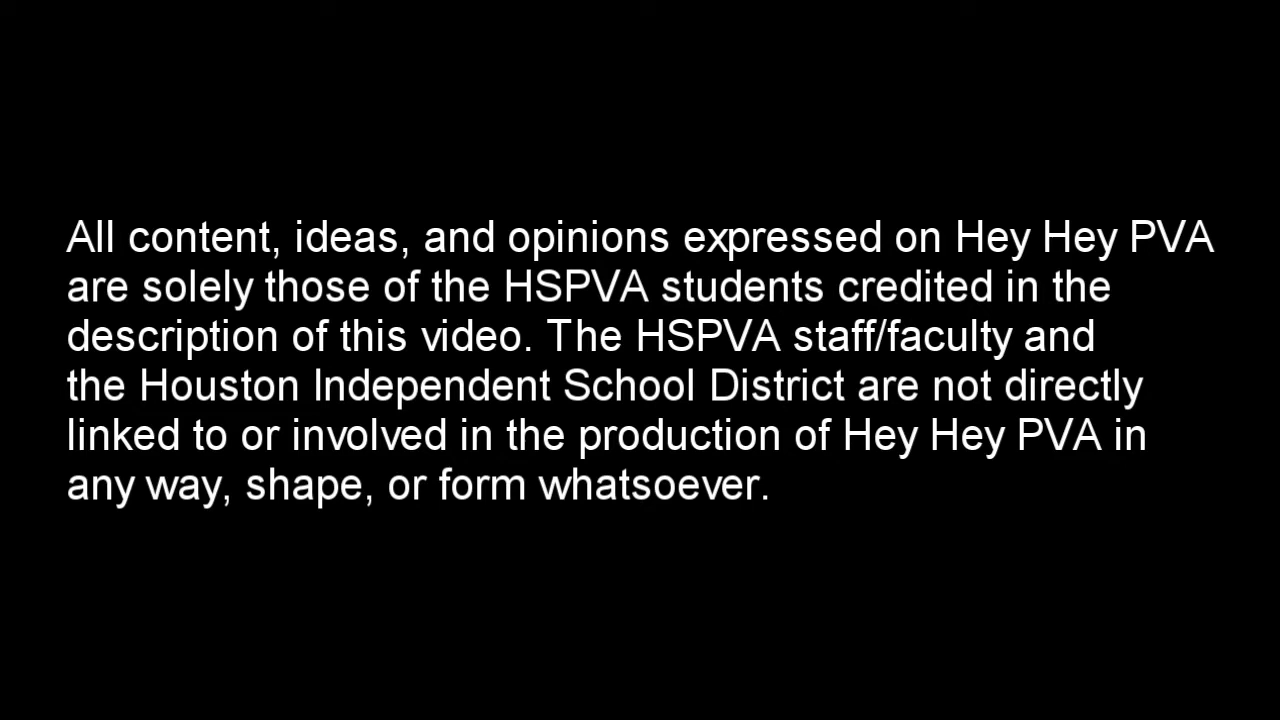 All content, ideas, and opinions expressed on Hey Hey PVA
are solely those of the HSPVA students credited in the
description of this video. The HSPVA staff/faculty and
the Houston Independent School District are not directly
linked to or involved in the production of Hey Hey PVA in
any way, shape, or form whatsoever.